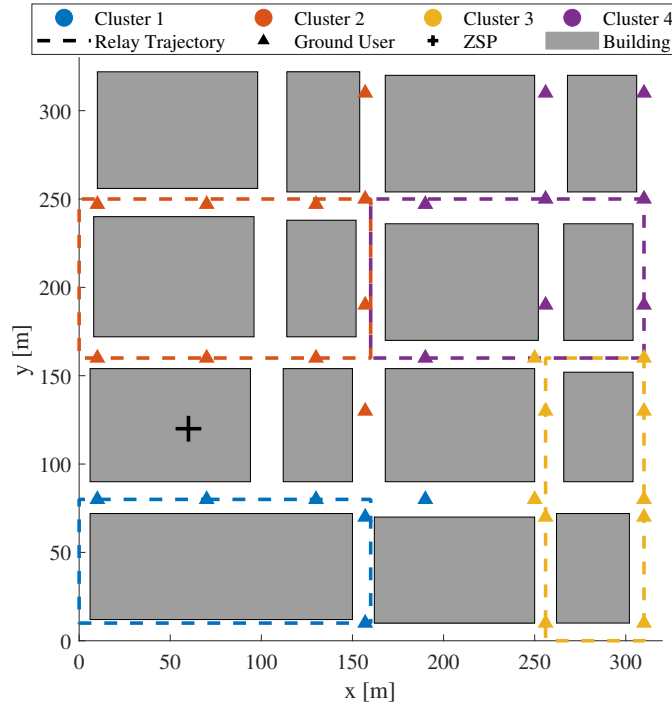 Cluster 1 Cluster 2 Cluster 3 Cluster 4
Relay Trajectory Ground User ZSP Building
300
250
200
150
100
50
0
y [m]
0 50 100 150 200 250 300
x [m]